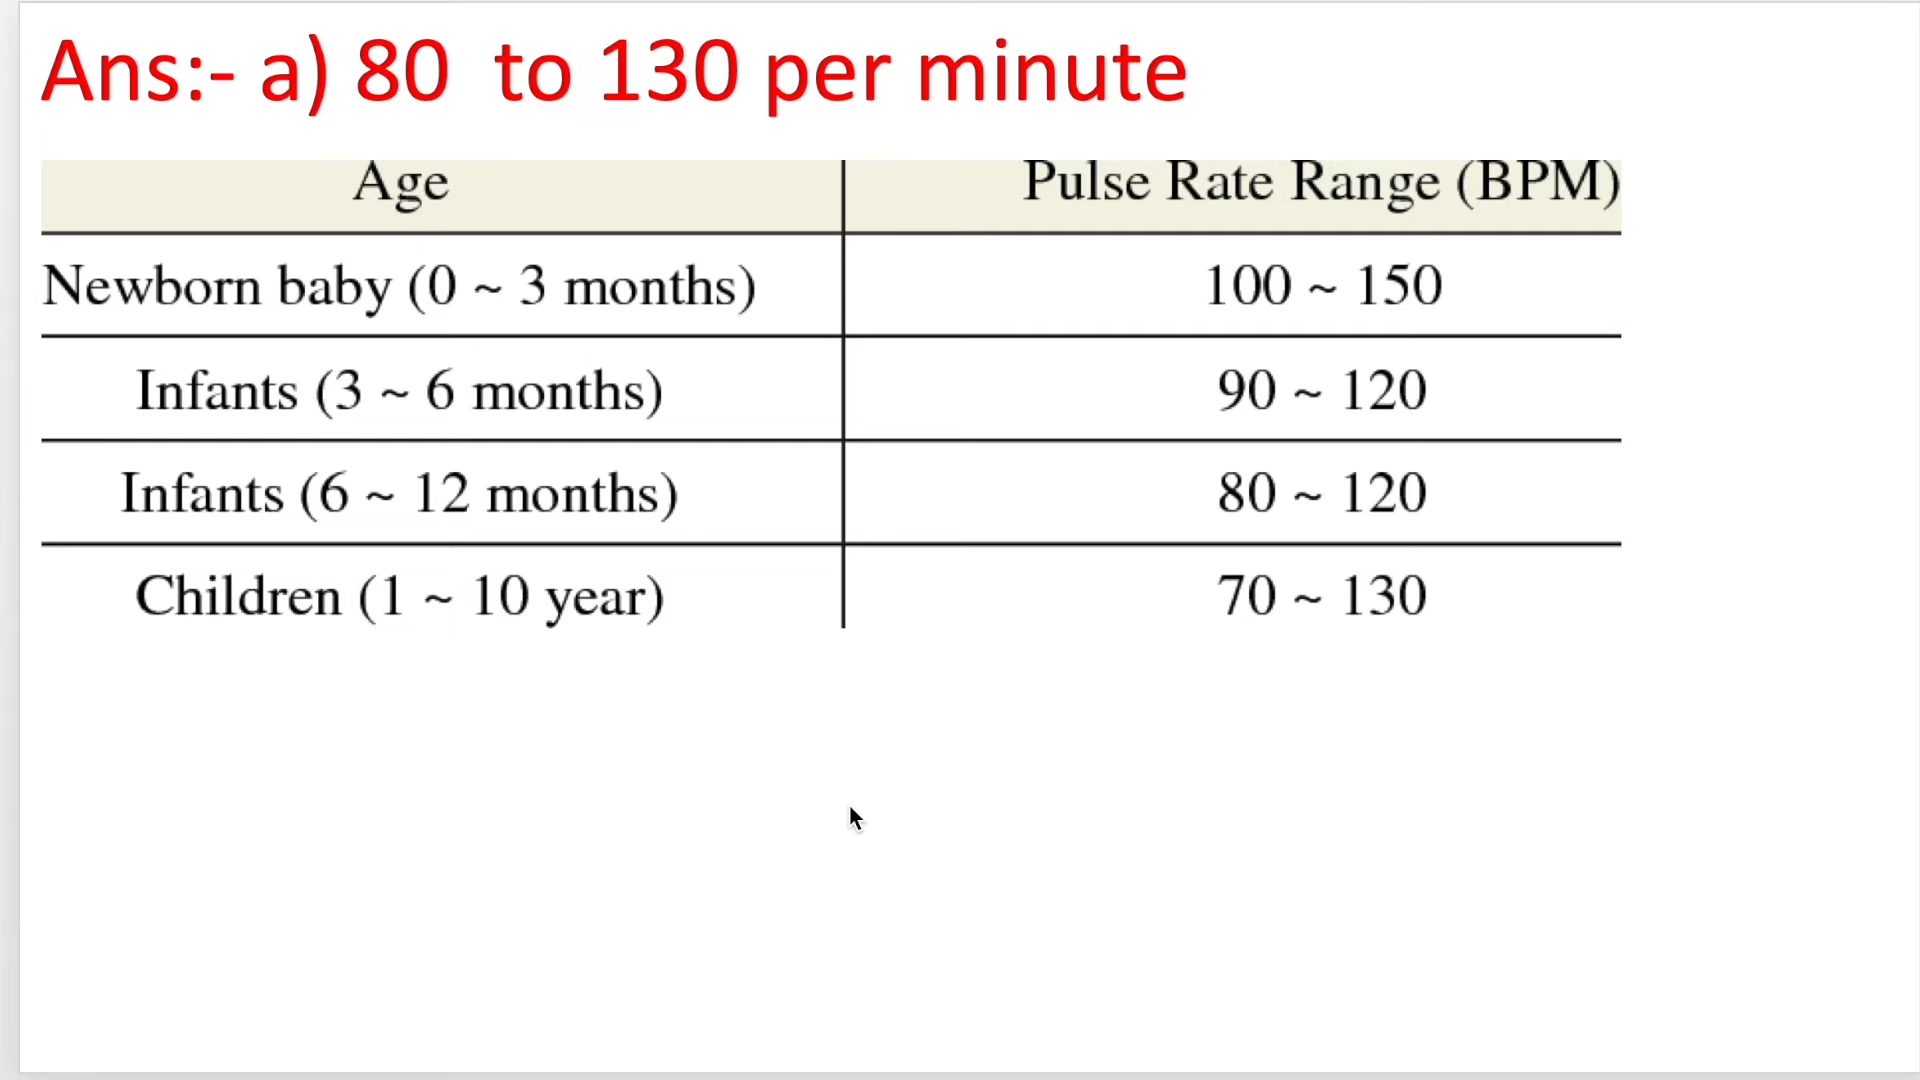 Ans:- a) 80 to 130 per minute
Age Pulse Rate Range (BPM)
Newborn baby (0 ~ 3 months) 100 ~ 150
Infants (3 ~ 6 months) 90 ~ 120
Infants (6 ~ 12 months) 80 ~ 120
Children (1 ~ 10 year) 70 ~ 130